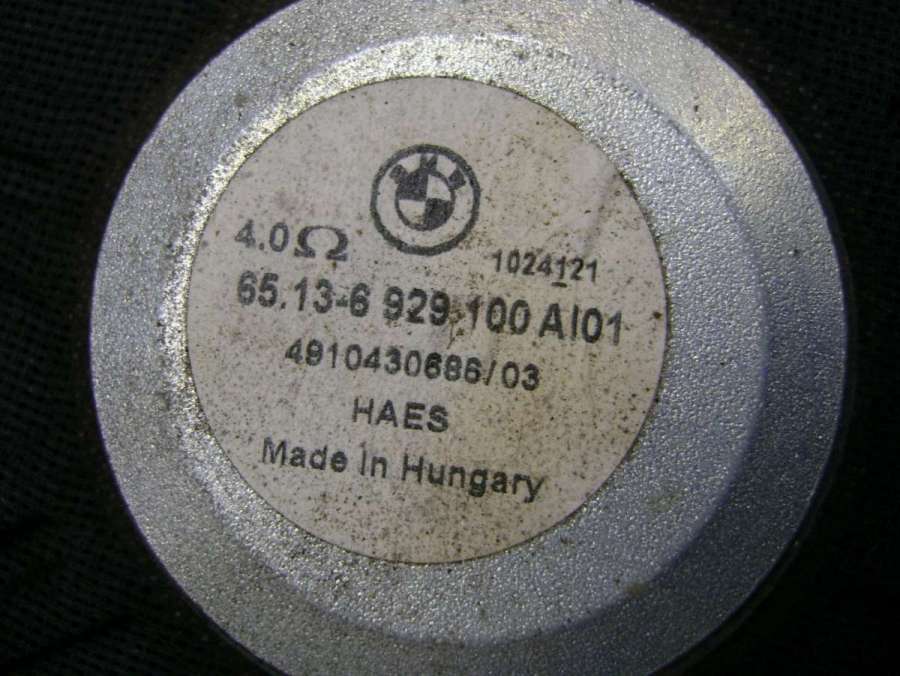 4.0Ω
1024121
65.13-6 929 100 AI01
4910430686/03
HAES
Made In Hungary